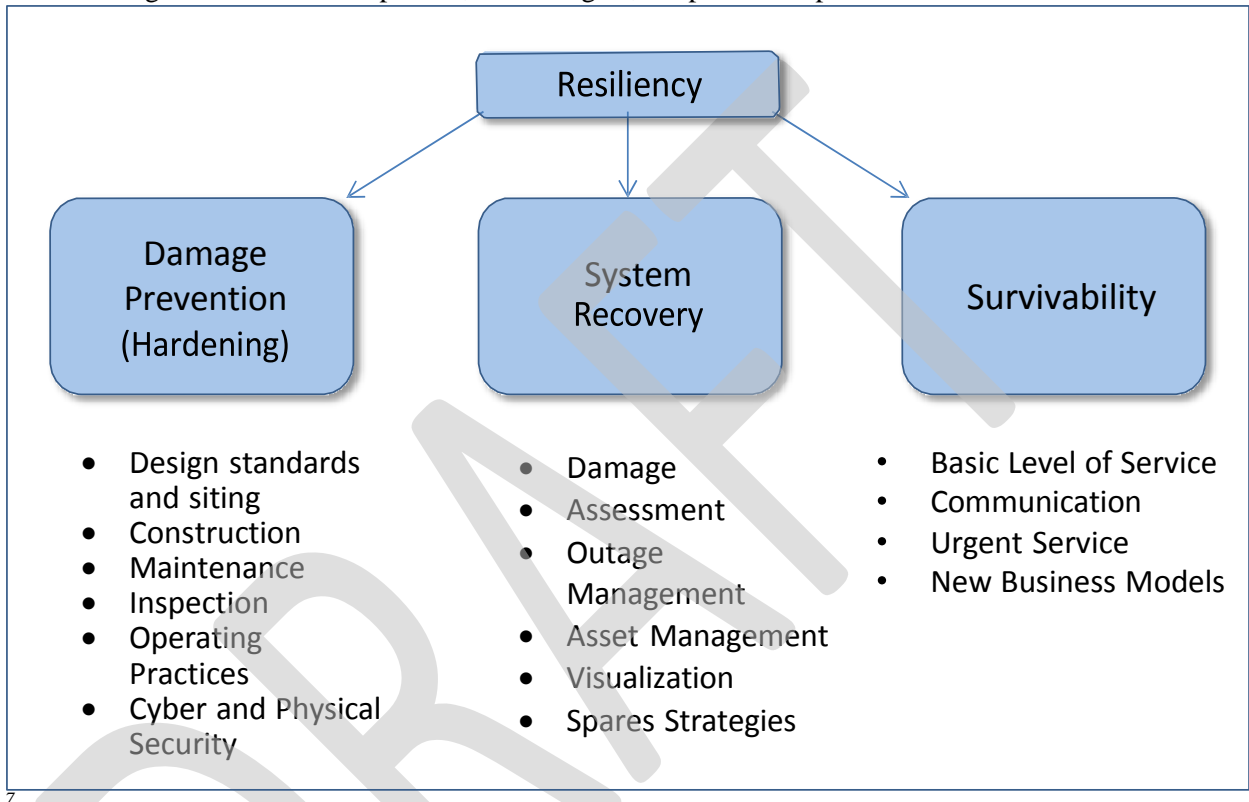 Resiliency
Damage
Prevention
(Hardening)
System
Recovery
Survivability
• Design standards
and siting
• Construction
• Maintenance
• Inspection
• Operating
Practices
• Cyber and Physical
Security
• Damage
• Assessment
• Outage
Management
• Asset Management
• Visualization
• Spares Strategies
• Basic Level of Service
• Communication
• Urgent Service
• New Business Models
DRAFT
7